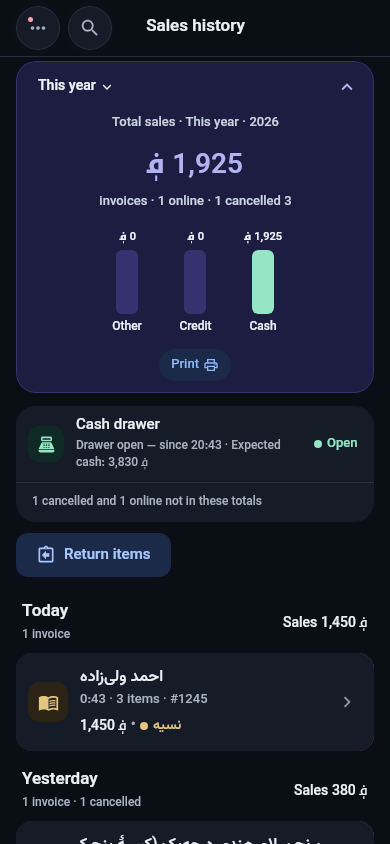 Sales history
This year
Total sales · This year · 2026
؋ 1,925
invoices · 1 online · 1 cancelled 3
؋ 0
؋ 0
؋ 1,925
Other
Credit
Cash
Print
Cash drawer
Drawer open — since 20:43 · Expected
cash: 3,830 ؋
Open
1 cancelled and 1 online not in these totals
Return items
Today
Sales 1,450 ؋
1 invoice
احمد ولی‌زاده
0:43 · 3 items · #1245
1,450 ؋ • نسیه
Yesterday
Sales 380 ؋
1 invoice · 1 cancelled